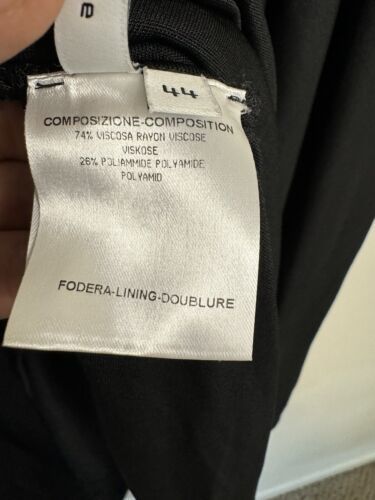 44
COMPOSIZIONE-COMPOSITION
74% VISCOSA RAYON VISCOSE
VISKOSE
26% POLIAMMIDE POLYAMIDE
POLYAMID
FODERA-LINING-DOUBLURE